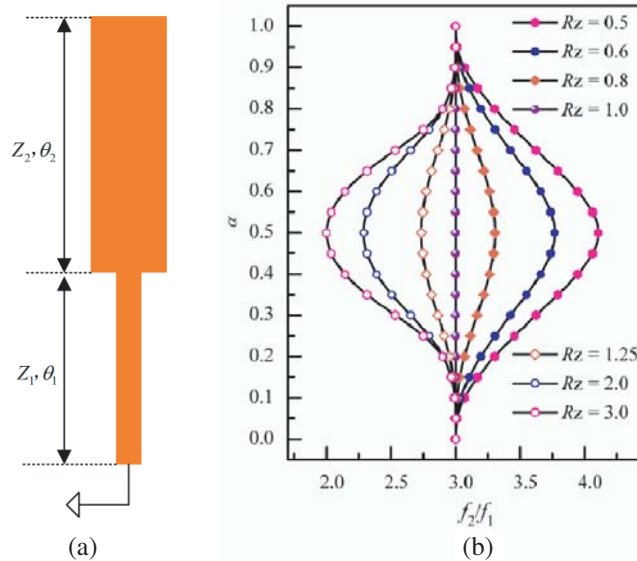 (a)
Z₂, θ₂
Z₁, θ₁
α
1.0
0.9
0.8
0.7
0.6
0.5
0.4
0.3
0.2
0.1
0.0
Rz = 0.5
Rz = 0.6
Rz = 0.8
Rz = 1.0
Rz = 1.25
Rz = 2.0
Rz = 3.0
2.0 2.5 3.0 3.5 4.0
f₂/f₁
(b)